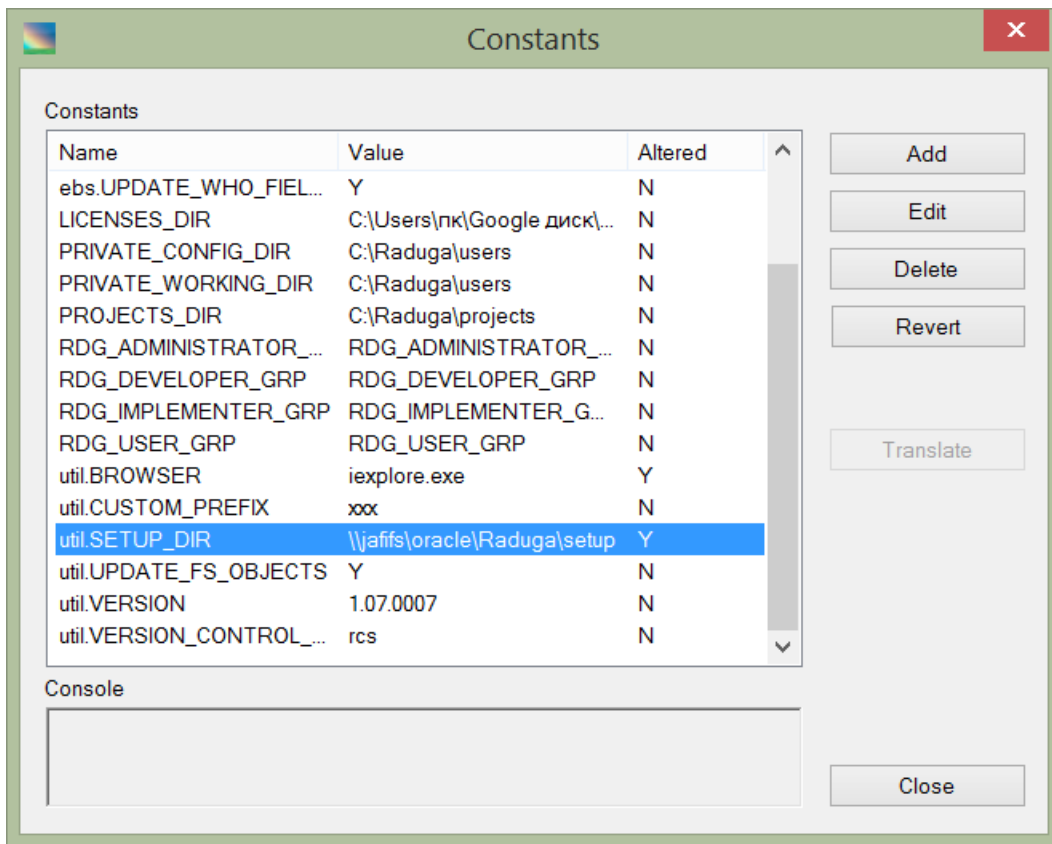 Constants
Constants
Name Value Altered
ebs.UPDATE_WHO_FIEL... Y N
LICENSES_DIR C:\Users\пк\Google диск\... N
PRIVATE_CONFIG_DIR C:\Raduga\users N
PRIVATE_WORKING_DIR C:\Raduga\users N
PROJECTS_DIR C:\Raduga\projects N
RDG_ADMINISTRATOR_... RDG_ADMINISTRATOR_... N
RDG_DEVELOPER_GRP RDG_DEVELOPER_GRP N
RDG_IMPLEMENTER_GRP RDG_IMPLEMENTER_G... N
RDG_USER_GRP RDG_USER_GRP N
util.BROWSER iexplore.exe Y
util.CUSTOM_PREFIX xxx N
util.SETUP_DIR \\jafifs\oracle\Raduga\setup Y
util.UPDATE_FS_OBJECTS Y N
util.VERSION 1.07.0007 N
util.VERSION_CONTROL_... rcs N
Add
Edit
Delete
Revert
Translate
Console
Close